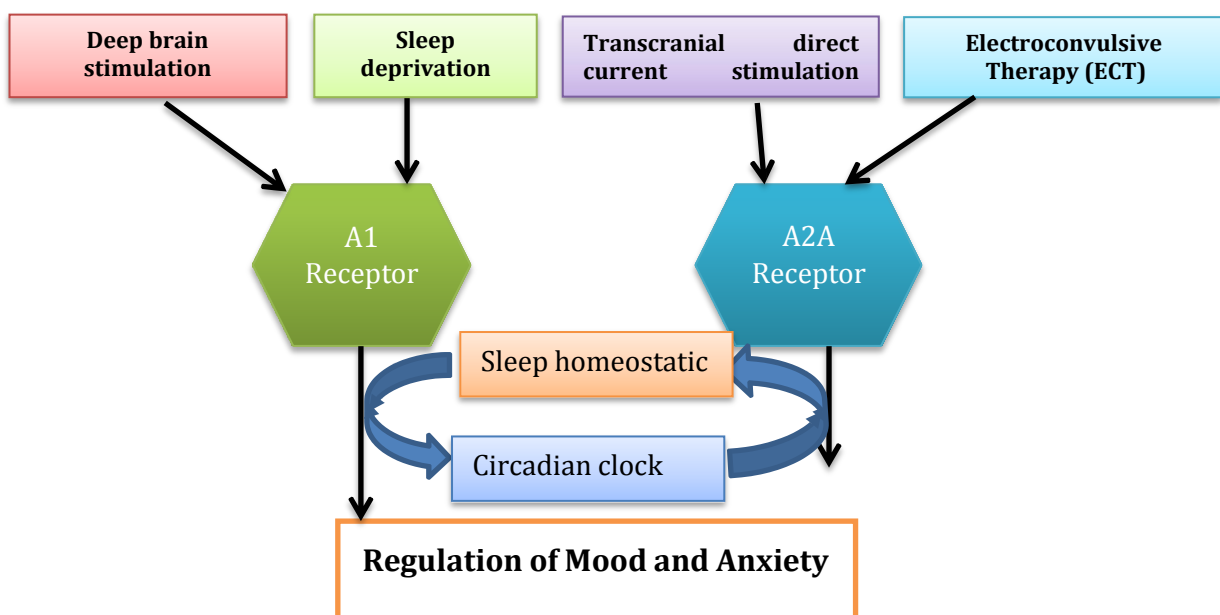 Deep brain
stimulation
Sleep
deprivation
Transcranial direct
current stimulation
Electroconvulsive
Therapy (ECT)
A1
Receptor
A2A
Receptor
Sleep homeostatic
Circadian clock
Regulation of Mood and Anxiety